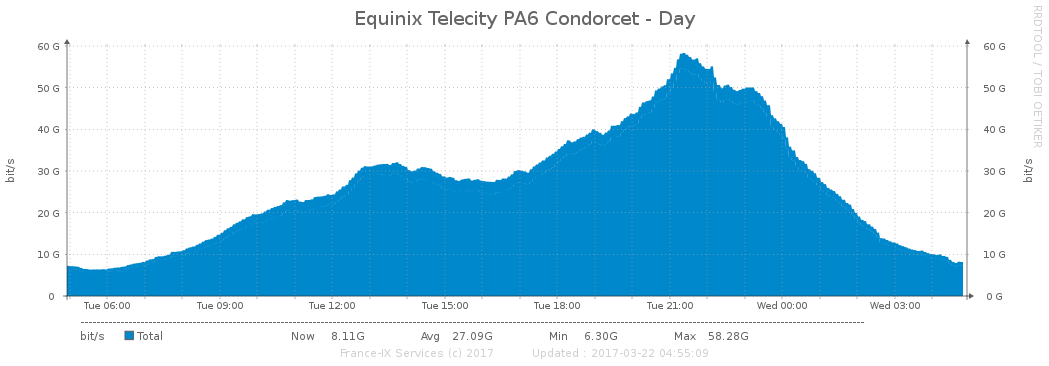 Equinix Telecity PA6 Condorcet - Day
RRDTOOL / TOBI OETIKER
60 G 60 G
50 G 50 G
40 G 40 G
30 G 30 G
20 G 20 G
10 G 10 G
0 0 G
bit/s bit/s
Tue 06:00 Tue 09:00 Tue 12:00 Tue 15:00 Tue 18:00 Tue 21:00 Wed 00:00 Wed 03:00
bit/s Total Now 8.11G Avg 27.09G Min 6.30G Max 58.28G
France-IX Services (c) 2017 Updated : 2017-03-22 04:55:09